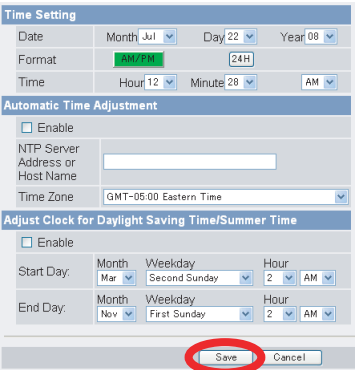 Time Setting
Date Month Jul Day 22 Year 08
Format AM/PM 24H
Time Hour 12 Minute 28 AM
Automatic Time Adjustment
Enable
NTP Server
Address or
Host Name
Time Zone GMT-05:00 Eastern Time
Adjust Clock for Daylight Saving Time/Summer Time
Enable
Month Weekday Hour
Start Day: Mar Second Sunday 2 AM
Month Weekday Hour
End Day: Nov First Sunday 2 AM
Save Cancel